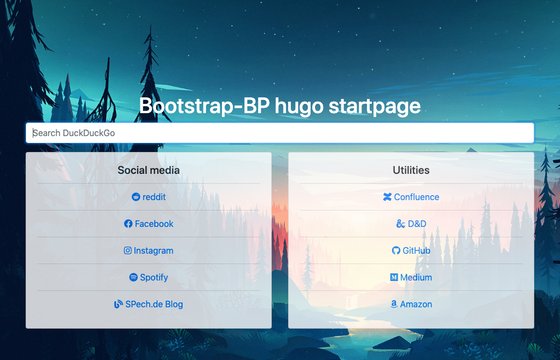 Bootstrap-BP hugo startpage
Search DuckDuckGo
Social media
reddit
Facebook
Instagram
Spotify
SPech.de Blog
Utilities
Confluence
D&D
GitHub
Medium
Amazon